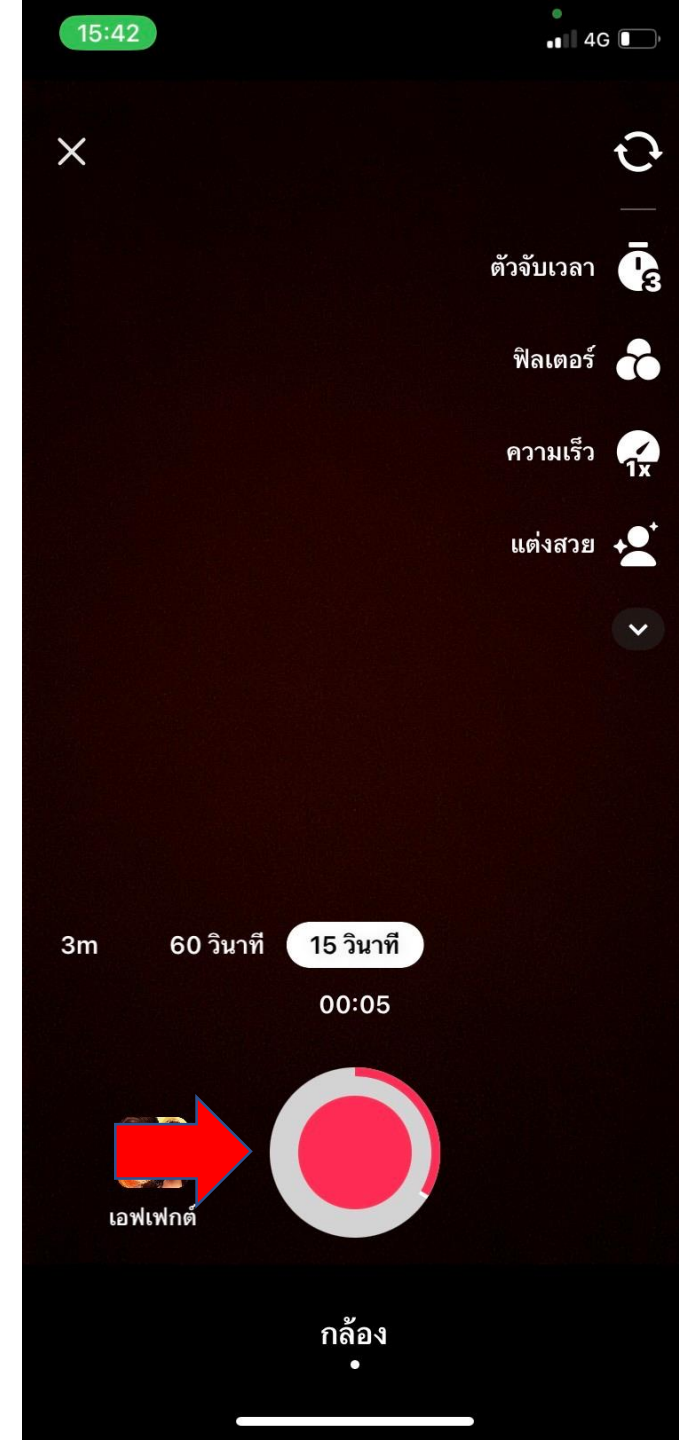 15:42
4G
ตัวจับเวลา
3
ฟิลเตอร์
ความเร็ว
1x
แต่งสวย
3m 60 วินาที 15 วินาที
00:05
เอฟเฟกต์
กล้อง